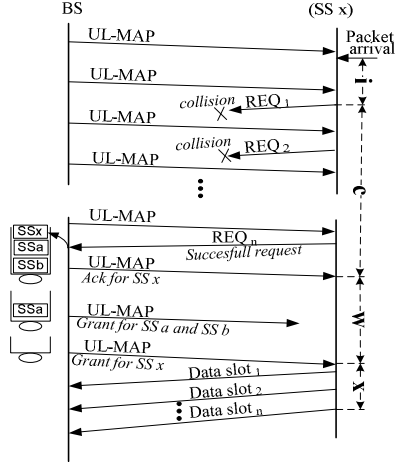 BS
(SS x)
UL-MAP
Packet
arrival
i
UL-MAP
collision
REQ 1
UL-MAP
collision
REQ 2
UL-MAP
C
UL-MAP
SSx
REQ n
SSa
Succesfull request
SSb
UL-MAP
Ack for SS x
SSa
UL-MAP
Grant for SS a and SS b
W
UL-MAP
Grant for SS x
Data slot 1
X
Data slot 2
Data slot n